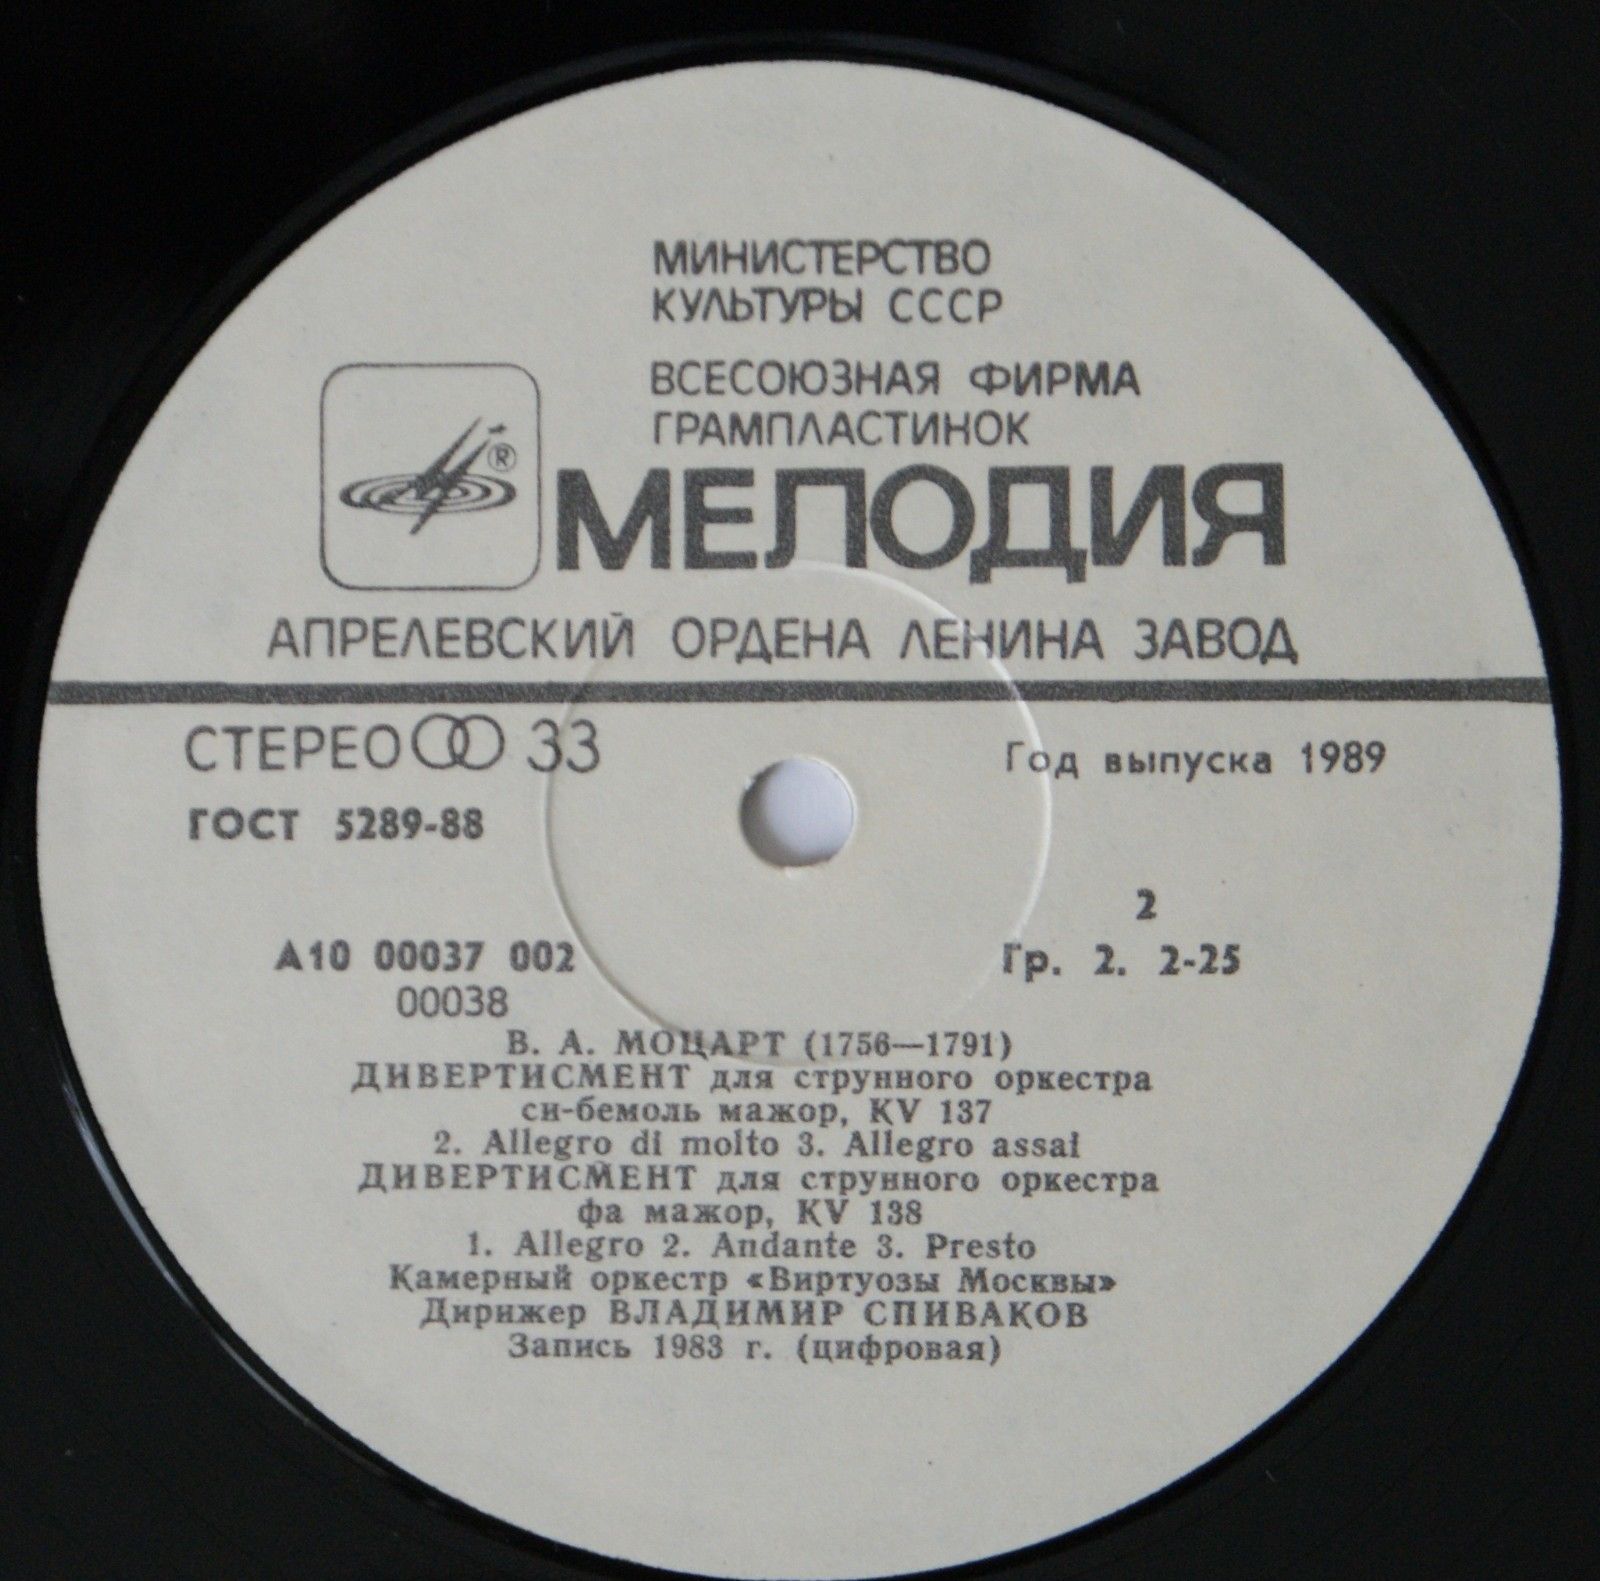 МИНИСТЕРСТВО
КУЛЬТУРЫ СССР
ВСЕСОЮЗНАЯ ФИРМА
ГРАМПЛАСТИНОК
®
МЕЛОДИЯ
АПРЕЛЕВСКИЙ ОРДЕНА ЛЕНИНА ЗАВОД
СТЕРЕО 33
Год выпуска 1989
ГОСТ 5289-88
2
А10 00037 002
Гр. 2. 2-25
00038
В. А. МОЦАРТ (1756—1791)
ДИВЕРТИСМЕНТ для струнного оркестра
си-бемоль мажор, KV 137
2. Allegro di molto 3. Allegro assai
ДИВЕРТИСМЕНТ для струнного оркестра
фа мажор, KV 138
1. Allegro 2. Andante 3. Presto
Камерный оркестр «Виртуозы Москвы»
Дирижер ВЛАДИМИР СПИВАКОВ
Запись 1983 г. (цифровая)